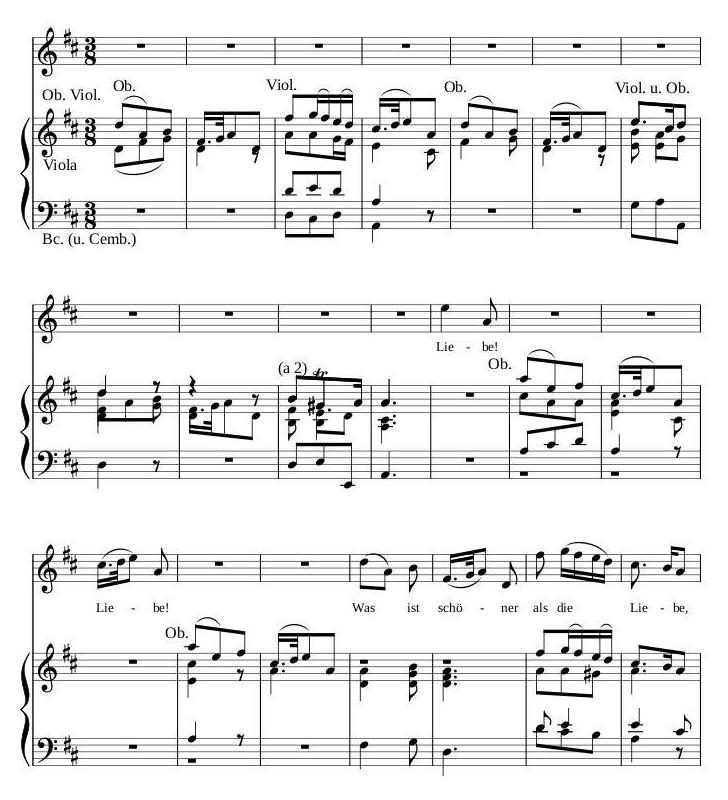 Ob. Viol.
Ob.
Viol.
Ob.
Viol. u. Ob.
Viola
Bc. (u. Cemb.)
Lie - be!
(a 2)
tr
Ob.
Lie - be!
Was ist schö - ner als die Lie - be,
Ob.